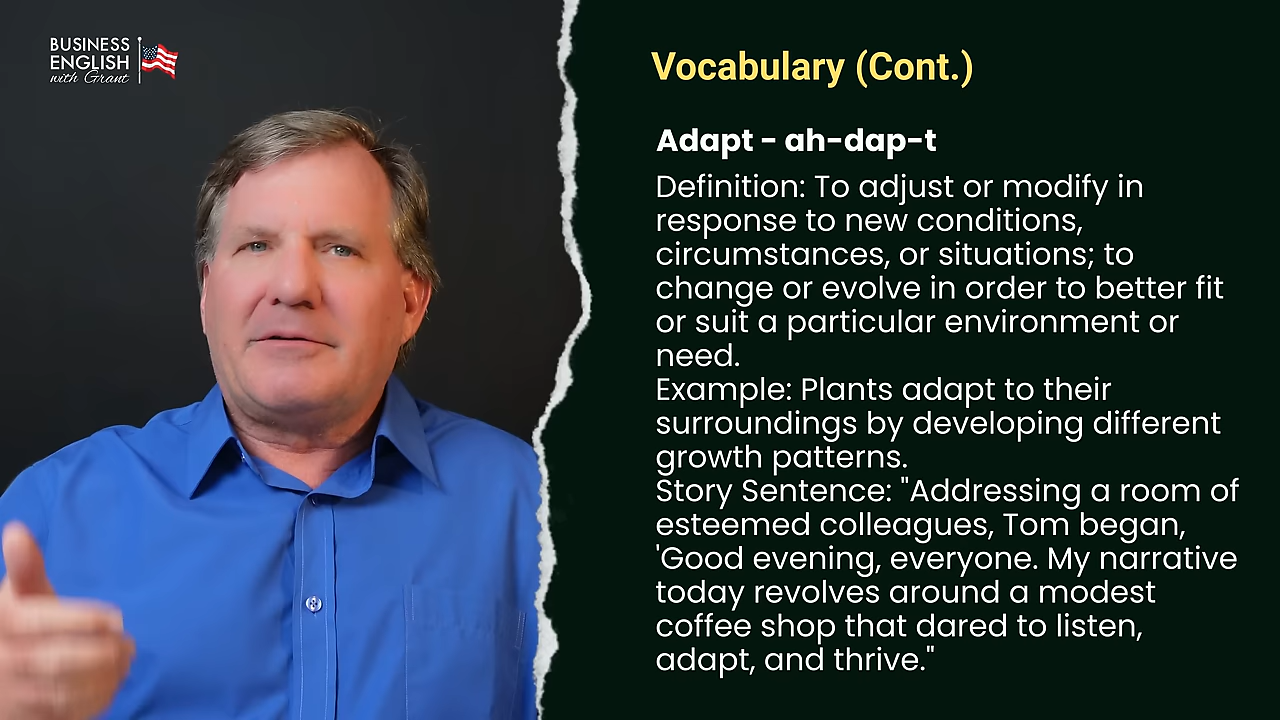 BUSINESS
ENGLISH
with Grant
Vocabulary (Cont.)
Adapt - ah-dap-t
Definition: To adjust or modify in
response to new conditions,
circumstances, or situations; to
change or evolve in order to better fit
or suit a particular environment or
need.
Example: Plants adapt to their
surroundings by developing different
growth patterns.
Story Sentence: "Addressing a room of
esteemed colleagues, Tom began,
'Good evening, everyone. My narrative
today revolves around a modest
coffee shop that dared to listen,
adapt, and thrive."